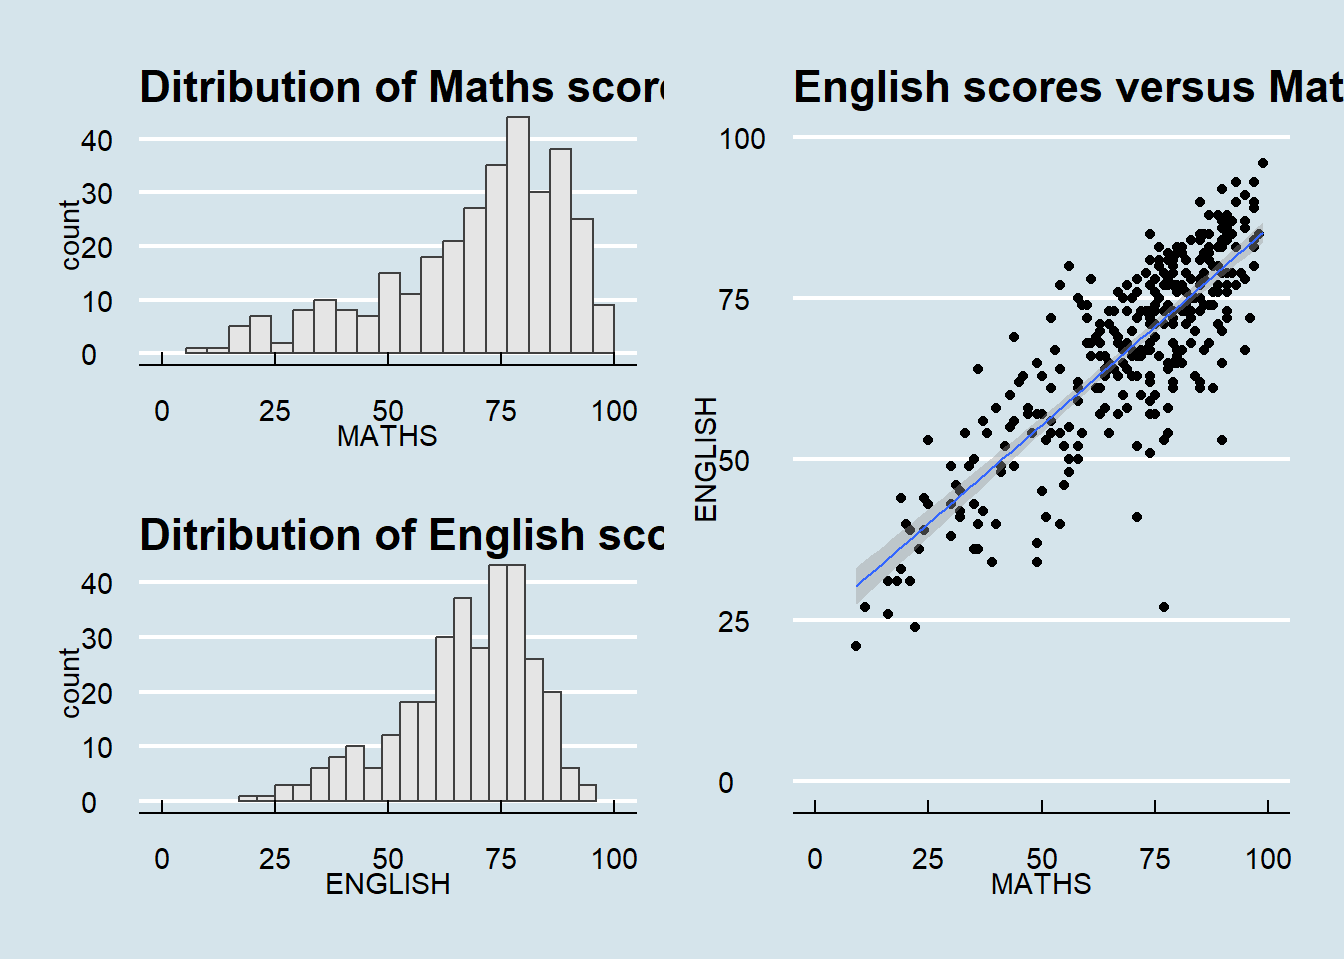 Ditribution of Maths score
40
30
20
10
0
count
0 25 50 75 100
MATHS
Ditribution of English sco
40
30
20
10
0
count
0 25 50 75 100
ENGLISH
English scores versus Mat
100
75
50
25
0
ENGLISH
0 25 50 75 100
MATHS